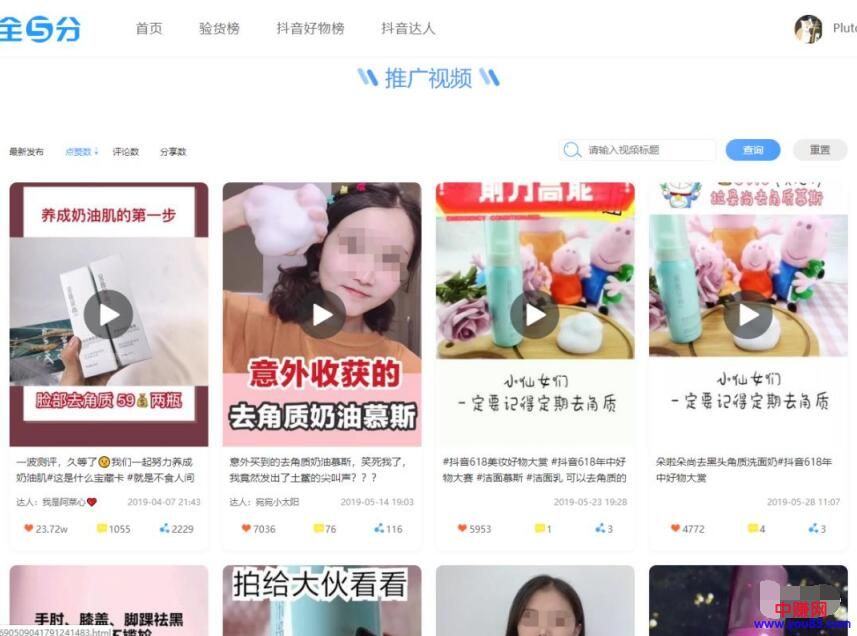 全5分
首页 验货榜 抖音好物榜 抖音达人
Pluto
推广视频
最新发布 点赞数 评论数 分享数
请输入视频标题 查询 重置
养成奶油肌的第一步
脸部去角质 59 两瓶
意外收获的
去角质奶油慕斯
前方高能
小仙女们
一定要记得定期去角质
拉朵尚去角质慕斯
小仙女们
一定要记得定期去角质
一波测评，久等了我们一起努力养成
奶油肌#这是什么宝藏卡 #就是不会人间
达人：我是阿菜心 2019-04-07 21:43
23.72w 1055 2229
意外买到的去角质奶油慕斯，笑死我了，
我竟然发出了土鳖的尖叫声？？？
达人：宛宛小太阳 2019-05-14 19:03
7036 76 116
#抖音618美妆好物大赏 #抖音618年中好
物大赛 #洁面慕斯 #洁面乳 可以去角质的
2019-05-23 19:28
5953 1 3
朵啦朵尚去黑头角质洗面奶#抖音618年
中好物大赏
2019-05-28 11:07
4772 4 3
手肘、膝盖、脚踝祛黑
拍给大伙看看
690509041791241483.html
中赚网
www.you85.com